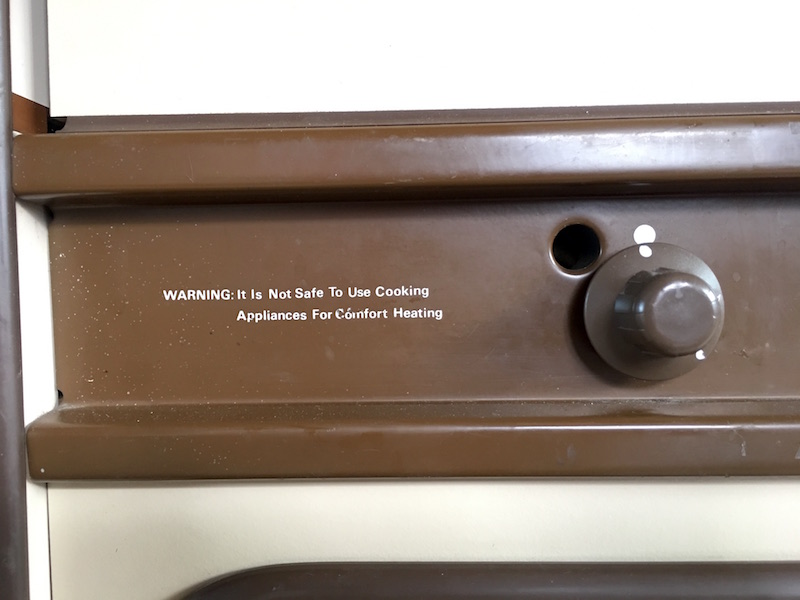 WARNING: It Is Not Safe To Use Cooking
Appliances For Comfort Heating